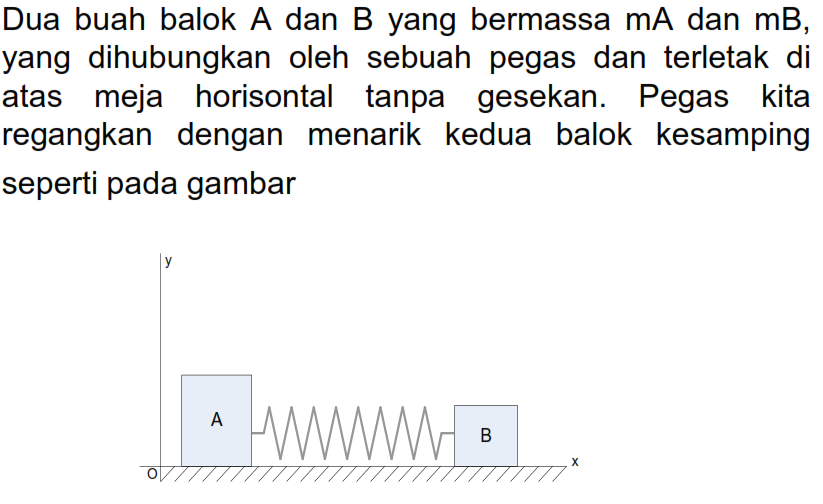 Dua buah balok A dan B yang bermassa mA dan mB,
yang dihubungkan oleh sebuah pegas dan terletak di
atas meja horisontal tanpa gesekan. Pegas kita
regangkan dengan menarik kedua balok kesamping
seperti pada gambar
y
A
B
O
x